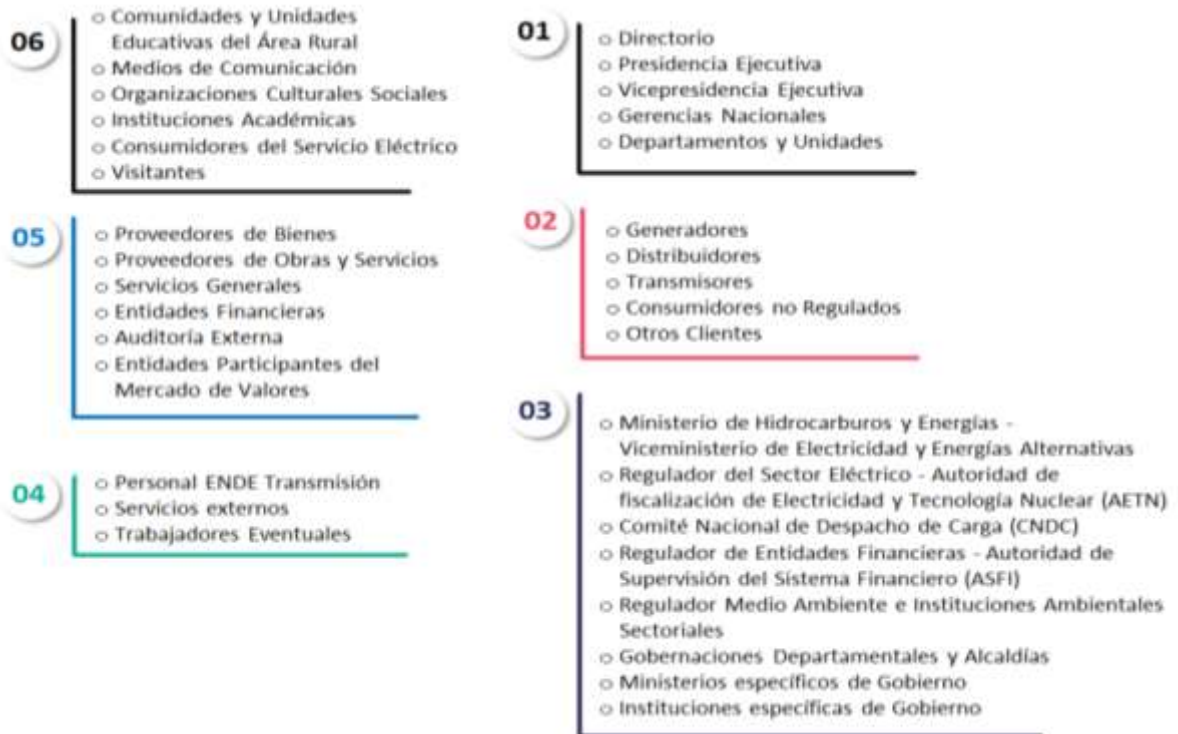 06
○ Comunidades y Unidades
Educativas del Área Rural
○ Medios de Comunicación
○ Organizaciones Culturales Sociales
○ Instituciones Académicas
○ Consumidores del Servicio Eléctrico
○ Visitantes
01
○ Directorio
○ Presidencia Ejecutiva
○ Vicepresidencia Ejecutiva
○ Gerencias Nacionales
○ Departamentos y Unidades
05
○ Proveedores de Bienes
○ Proveedores de Obras y Servicios
○ Servicios Generales
○ Entidades Financieras
○ Auditoría Externa
○ Entidades Participantes del
Mercado de Valores
02
○ Generadores
○ Distribuidores
○ Transmisores
○ Consumidores no Regulados
○ Otros Clientes
04
○ Personal ENDE Transmisión
○ Servicios externos
○ Trabajadores Eventuales
03
○ Ministerio de Hidrocarburos y Energías -
Viceministerio de Electricidad y Energías Alternativas
○ Regulador del Sector Eléctrico - Autoridad de
fiscalización de Electricidad y Tecnología Nuclear (AETN)
○ Comité Nacional de Despacho de Carga (CNDC)
○ Regulador de Entidades Financieras - Autoridad de
Supervisión del Sistema Financiero (ASFI)
○ Regulador Medio Ambiente e Instituciones Ambientales
Sectoriales
○ Gobernaciones Departamentales y Alcaldías
○ Ministerios específicos de Gobierno
○ Instituciones específicas de Gobierno